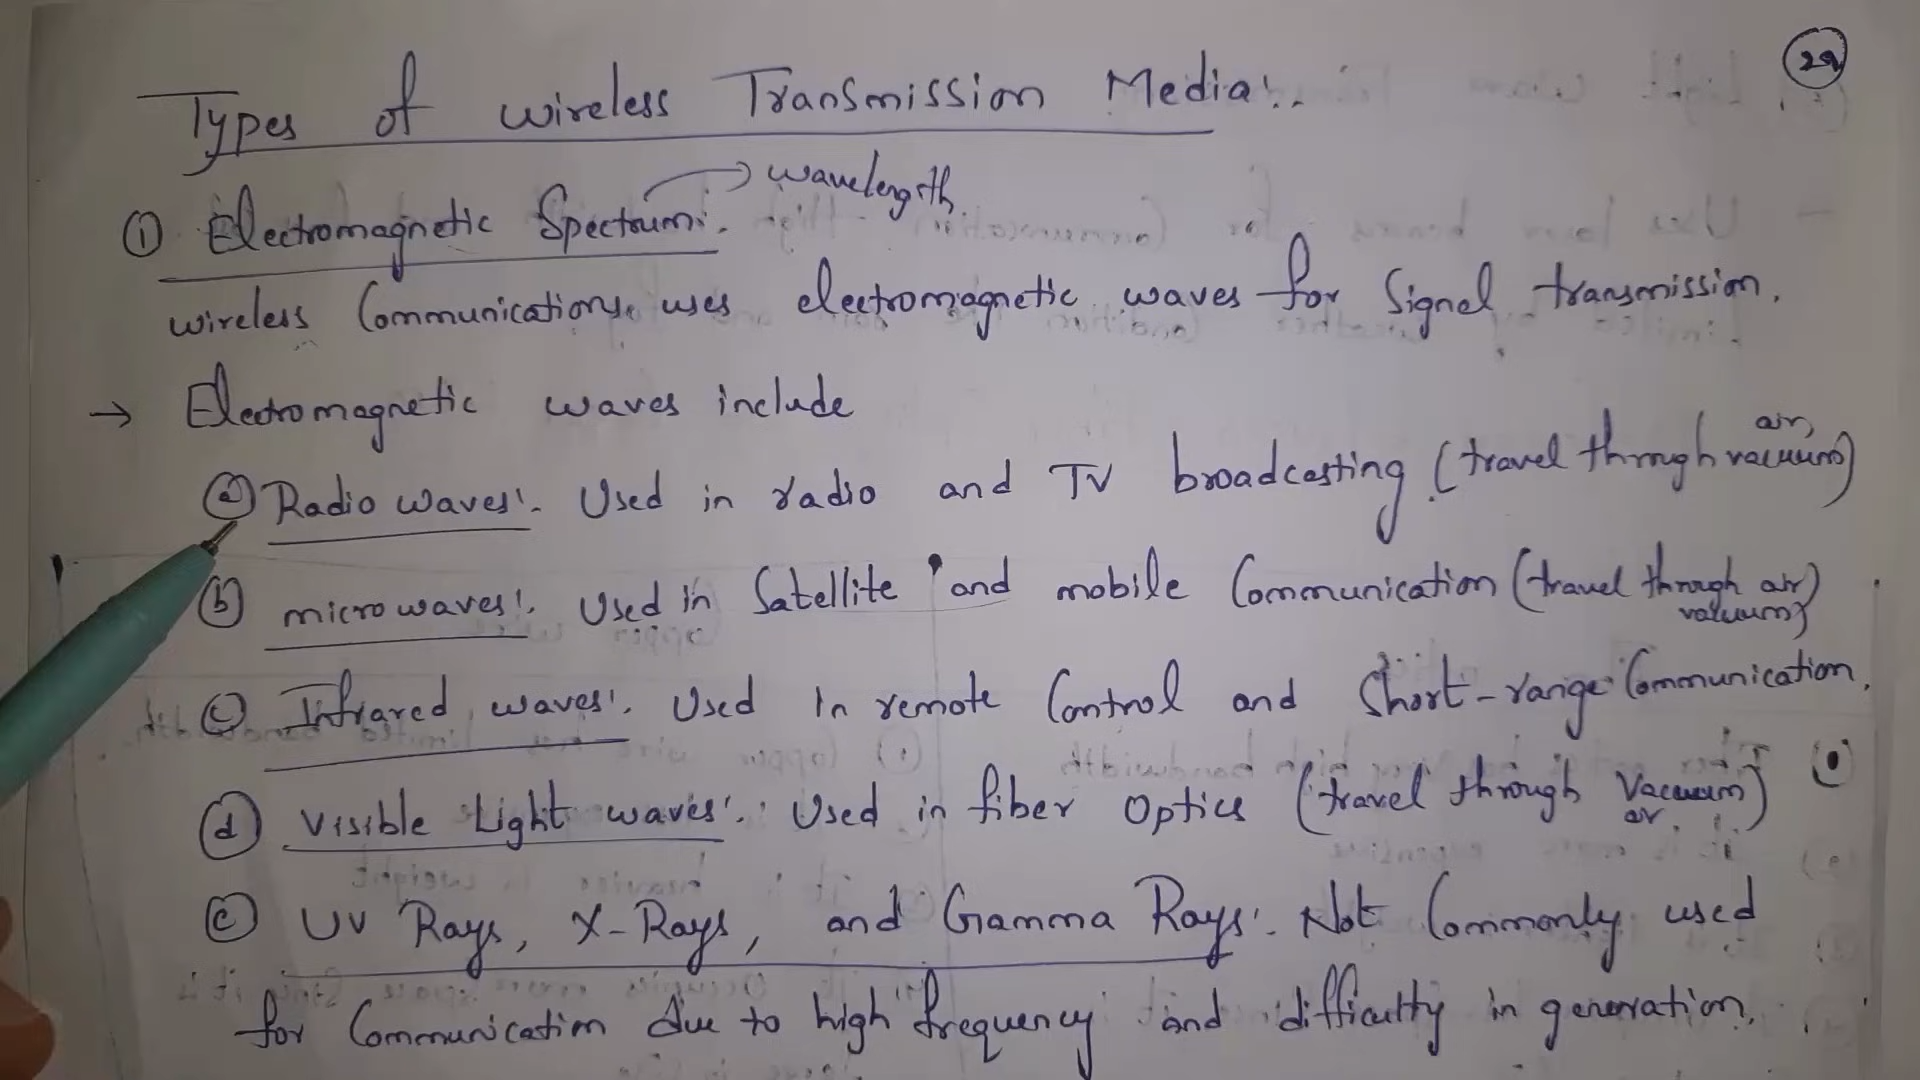 29
Types of wireless Transmission Media:.
① Electromagnetic Spectrum:. → wavelength
wireless Communications uses electromagnetic waves for Signal transmission.
→ Electromagnetic waves include
ⓐ Radio waves:. Used in radio and TV broadcasting (travel through air, vacuum)
ⓑ microwaves:. Used in Satellite and mobile Communication (travel through air, vacuum)
ⓒ Infrared waves:. Used in remote Control and Short-range Communication.
ⓓ Visible Light waves:. Used in fiber Optics (travel through Vacuum, air)
ⓔ UV Rays, X-Rays, and Gamma Rays:. Not Commonly used
for Communication due to high frequency and difficulty in generation.